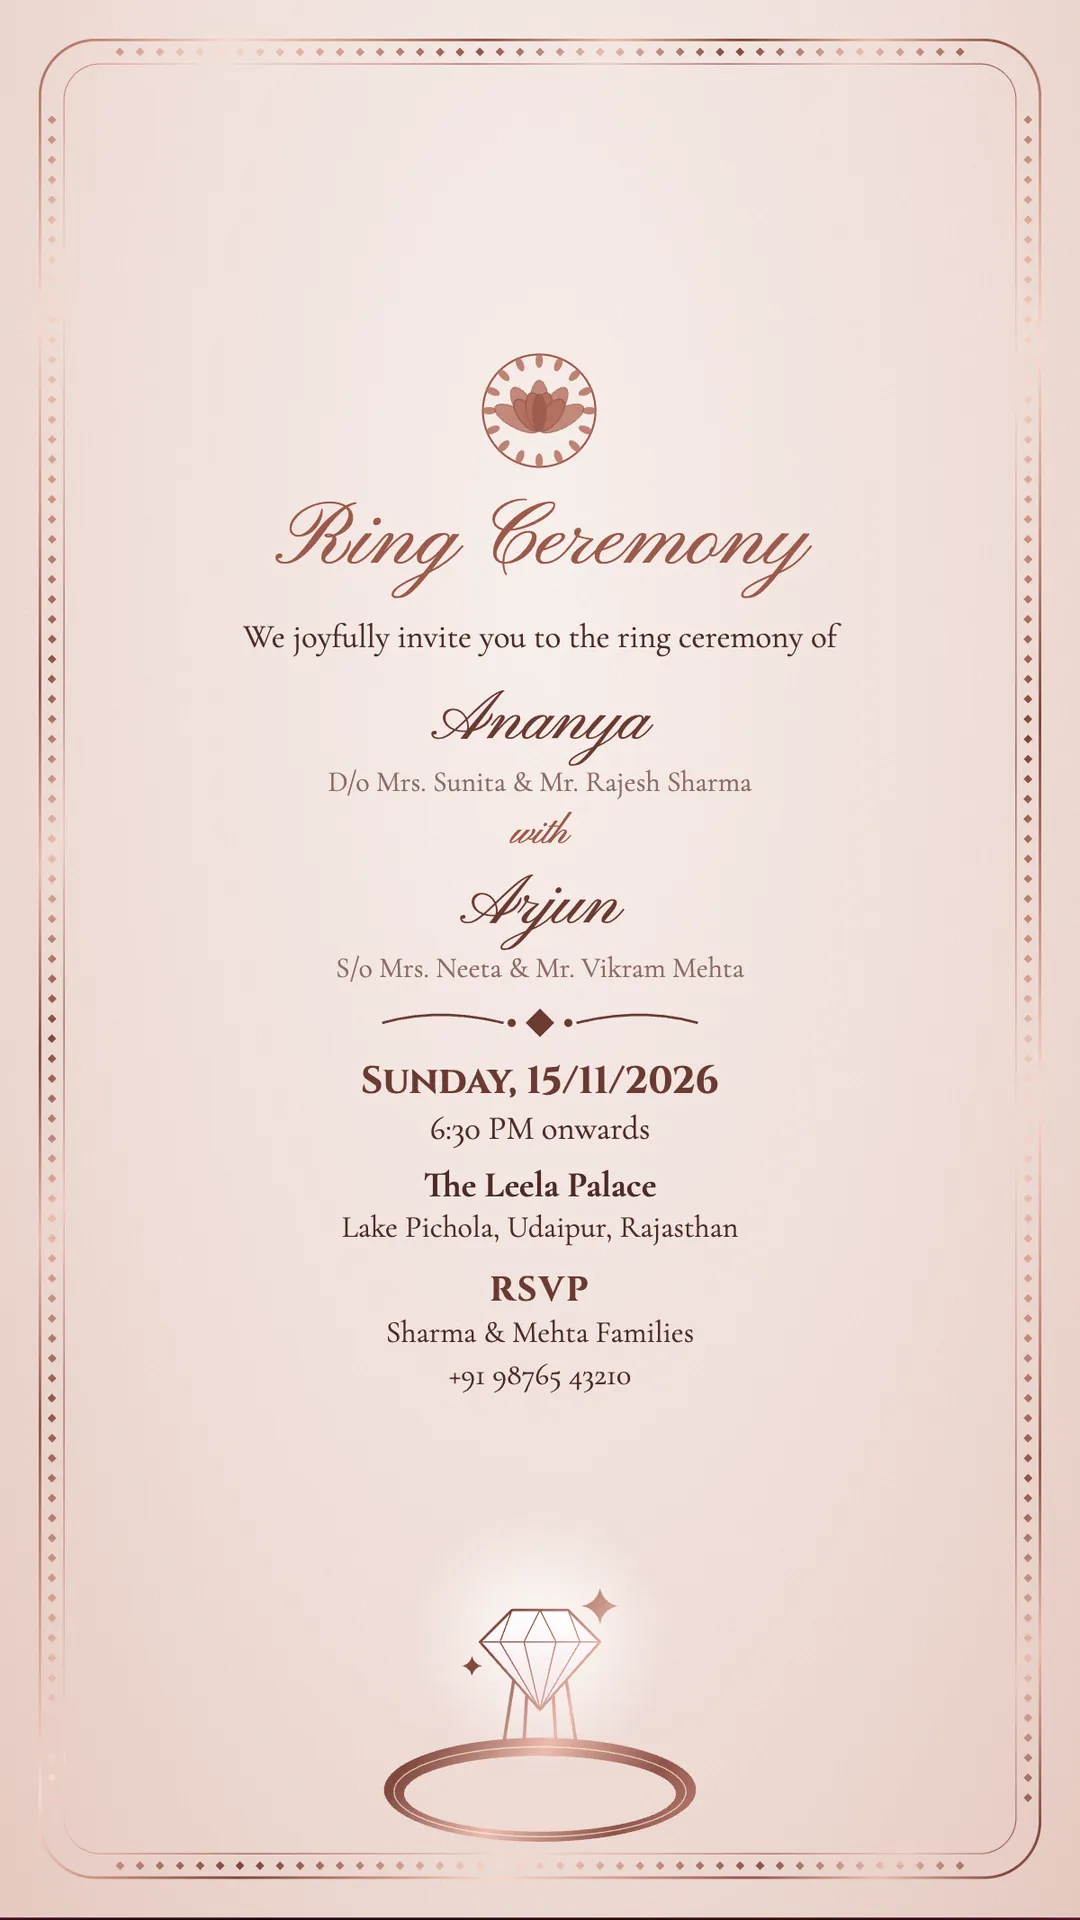 Ring Ceremony
We joyfully invite you to the ring ceremony of
Ananya
D/o Mrs. Sunita & Mr. Rajesh Sharma
with
Arjun
S/o Mrs. Neeta & Mr. Vikram Mehta
Sunday, 15/11/2026
6:30 PM onwards
The Leela Palace
Lake Pichola, Udaipur, Rajasthan
RSVP
Sharma & Mehta Families
+91 98765 43210